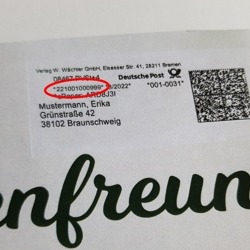 Verlag W. Wächter GmbH, Elsasser Str. 41, 28211 Bremen
Deutsche Post
*221001000999* /2022* *001-0031*
Mustermann, Erika
Grünstraße 42
38102 Braunschweig
enfreun